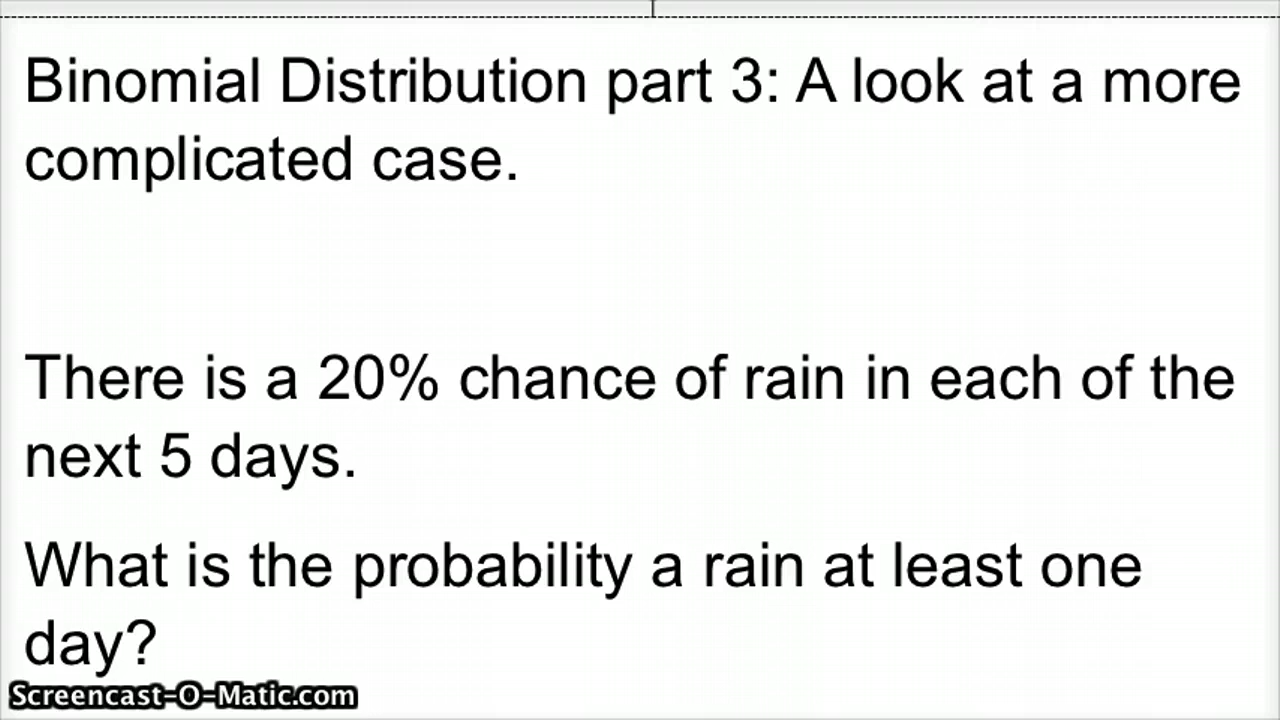 Binomial Distribution part 3: A look at a more
complicated case.
There is a 20% chance of rain in each of the
next 5 days.
What is the probability a rain at least one
day?
Screencast-O-Matic.com